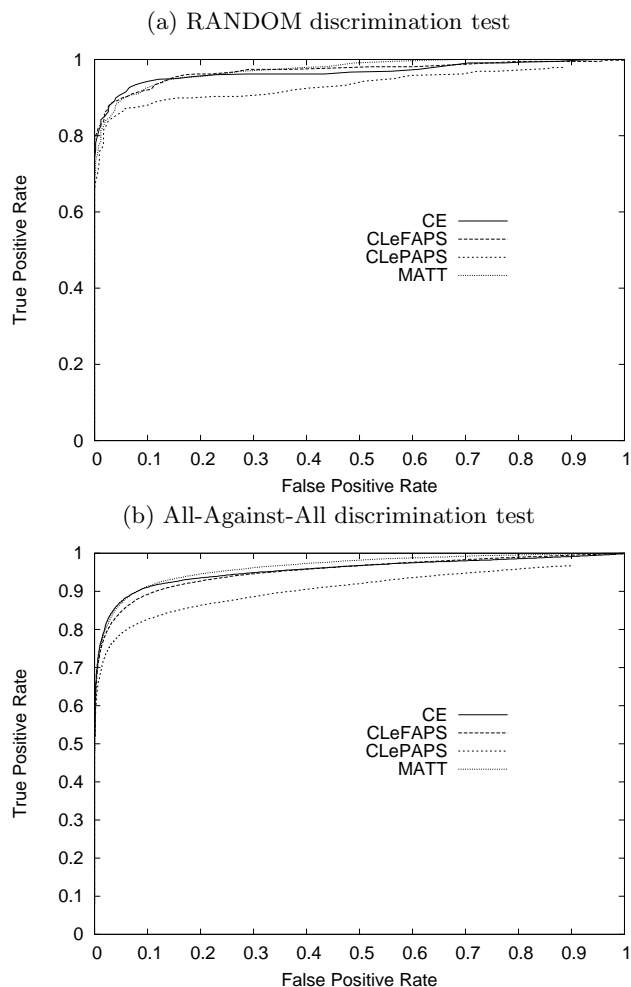 (a) RANDOM discrimination test
1
0.8
0.6
0.4
0.2
0
True Positive Rate
CE
CLeFAPS
CLePAPS
MATT
0 0.1 0.2 0.3 0.4 0.5 0.6 0.7 0.8 0.9 1
False Positive Rate
(b) All-Against-All discrimination test
1
0.9
0.8
0.7
0.6
0.5
0.4
0.3
0.2
0.1
0
True Positive Rate
CE
CLeFAPS
CLePAPS
MATT
0 0.1 0.2 0.3 0.4 0.5 0.6 0.7 0.8 0.9 1
False Positive Rate